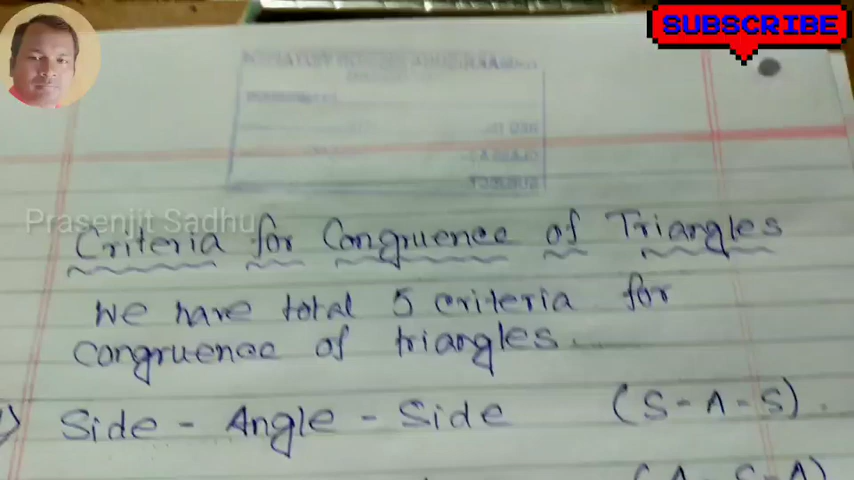 SUBSCRIBE
Prasenjit Sadhu
Criteria for Congruence of Triangles
We have total 5 criteria for
congruence of triangles...
1) Side - Angle - Side (S-A-S).
(A-S-A)